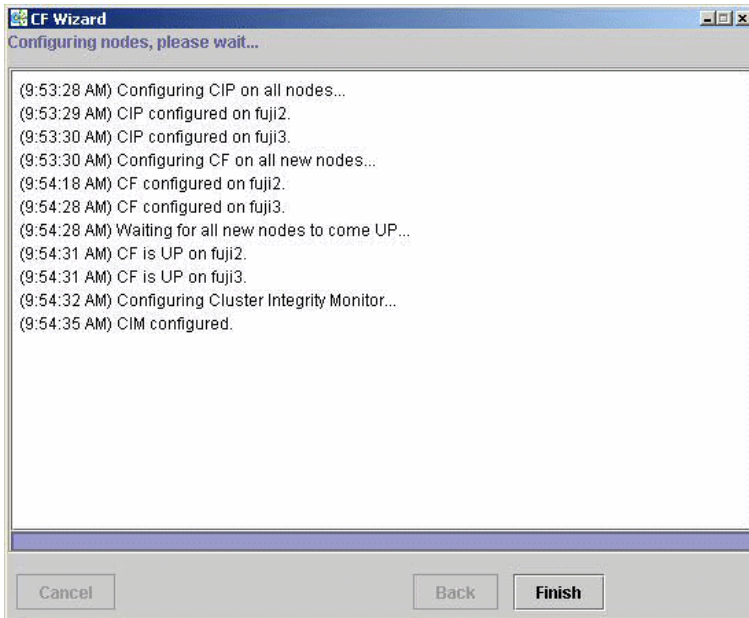 CF Wizard
Configuring nodes, please wait...
(9:53:28 AM) Configuring CIP on all nodes...
(9:53:29 AM) CIP configured on fuji2.
(9:53:30 AM) CIP configured on fuji3.
(9:53:30 AM) Configuring CF on all new nodes...
(9:54:18 AM) CF configured on fuji2.
(9:54:28 AM) CF configured on fuji3.
(9:54:28 AM) Waiting for all new nodes to come UP...
(9:54:31 AM) CF is UP on fuji2.
(9:54:31 AM) CF is UP on fuji3.
(9:54:32 AM) Configuring Cluster Integrity Monitor...
(9:54:35 AM) CIM configured.
Cancel Back Finish